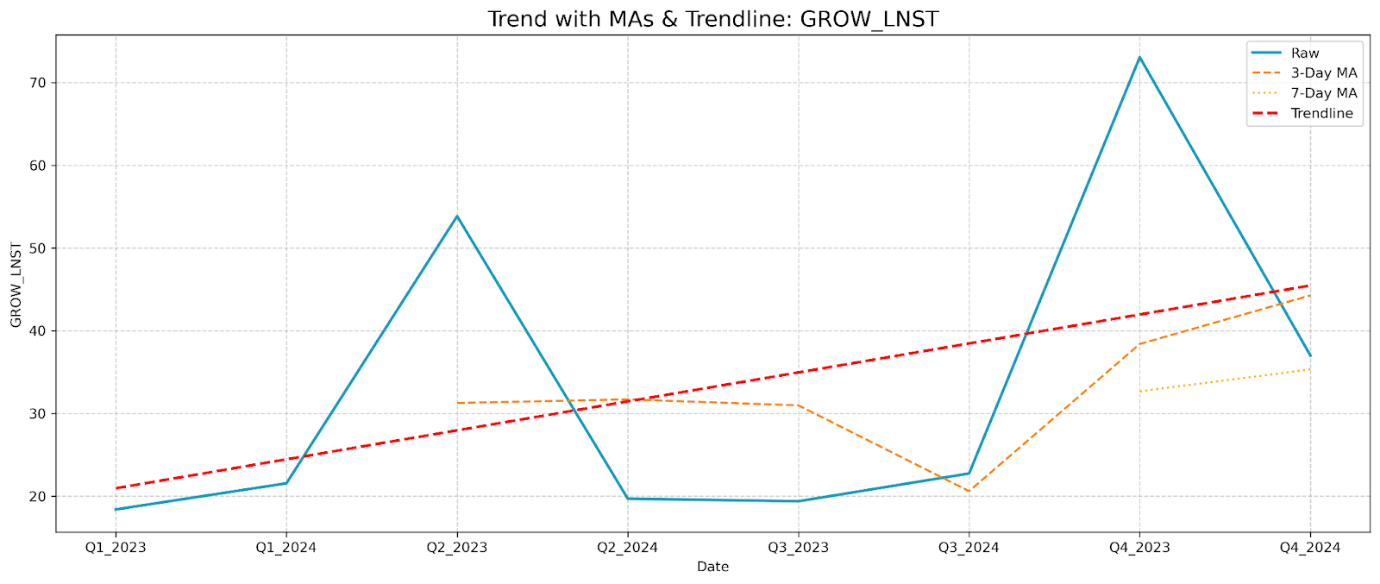 Trend with MAs & Trendline: GROW_LNST
Raw
3-Day MA
7-Day MA
Trendline
70
60
50
40
30
20
GROW_LNST
Q1_2023 Q1_2024 Q2_2023 Q2_2024 Q3_2023 Q3_2024 Q4_2023 Q4_2024
Date